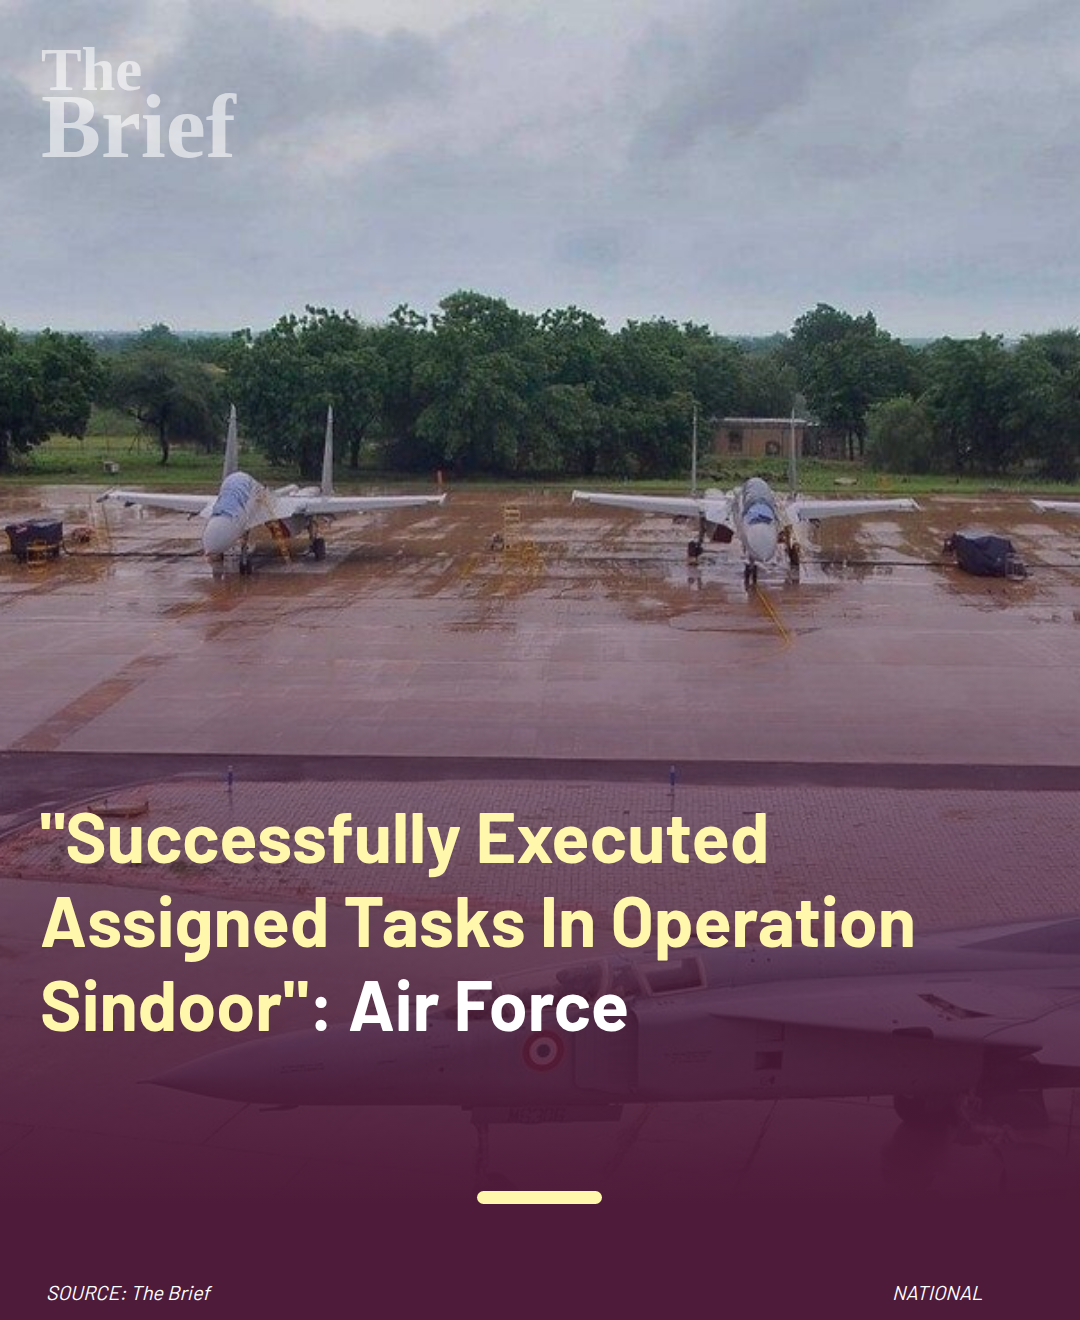 The
Brief
"Successfully Executed
Assigned Tasks In Operation
Sindoor": Air Force
SOURCE: The Brief
NATIONAL